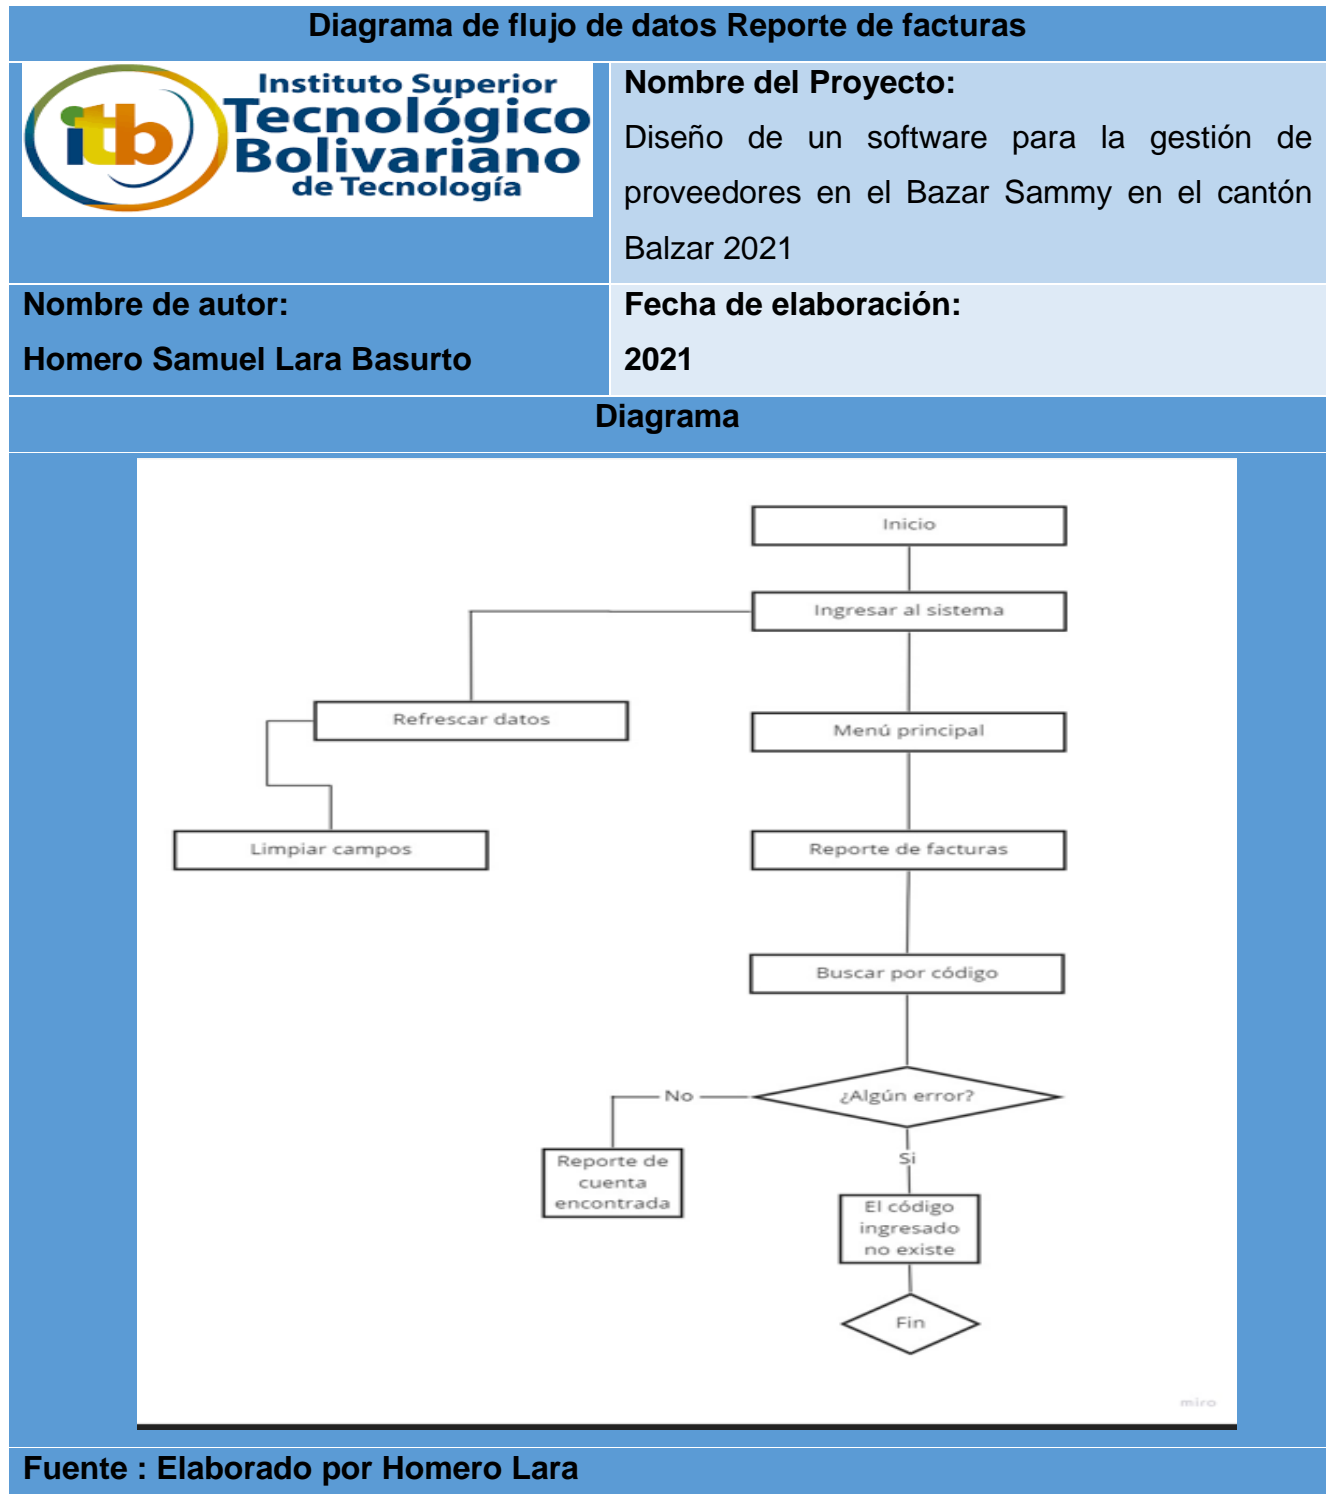 Diagrama de flujo de datos Reporte de facturas
itb
Instituto Superior
Tecnológico
Bolivariano
de Tecnología
Nombre del Proyecto:
Diseño de un software para la gestión de
proveedores en el Bazar Sammy en el cantón
Balzar 2021
Nombre de autor:
Homero Samuel Lara Basurto
Fecha de elaboración:
2021
Diagrama
Inicio
Ingresar al sistema
Refrescar datos
Menú principal
Limpiar campos
Reporte de facturas
Buscar por código
¿Algún error?
No
Si
Reporte de
cuenta
encontrada
El código
ingresado
no existe
Fin
miro
Fuente : Elaborado por Homero Lara